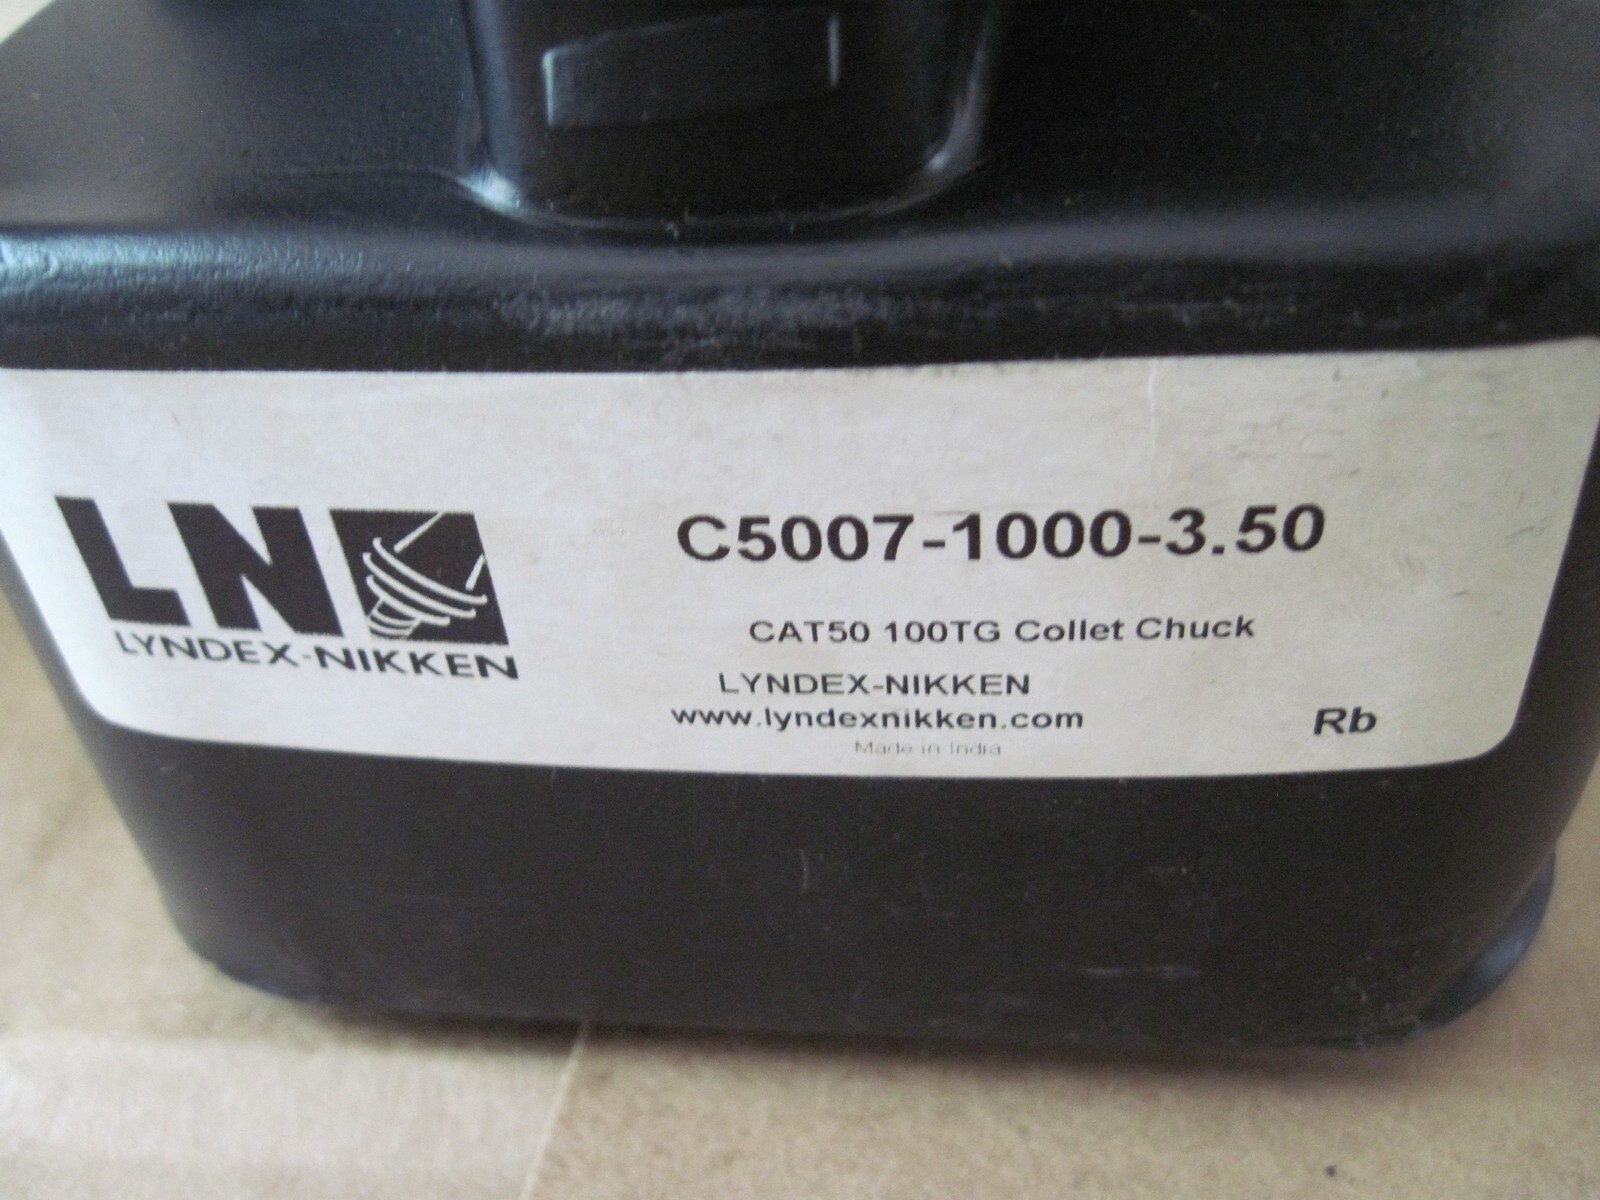 LN
LYNDEX-NIKKEN
C5007-1000-3.50
CAT50 100TG Collet Chuck
LYNDEX-NIKKEN
www.lyndexnikken.com
Rb
Made in India